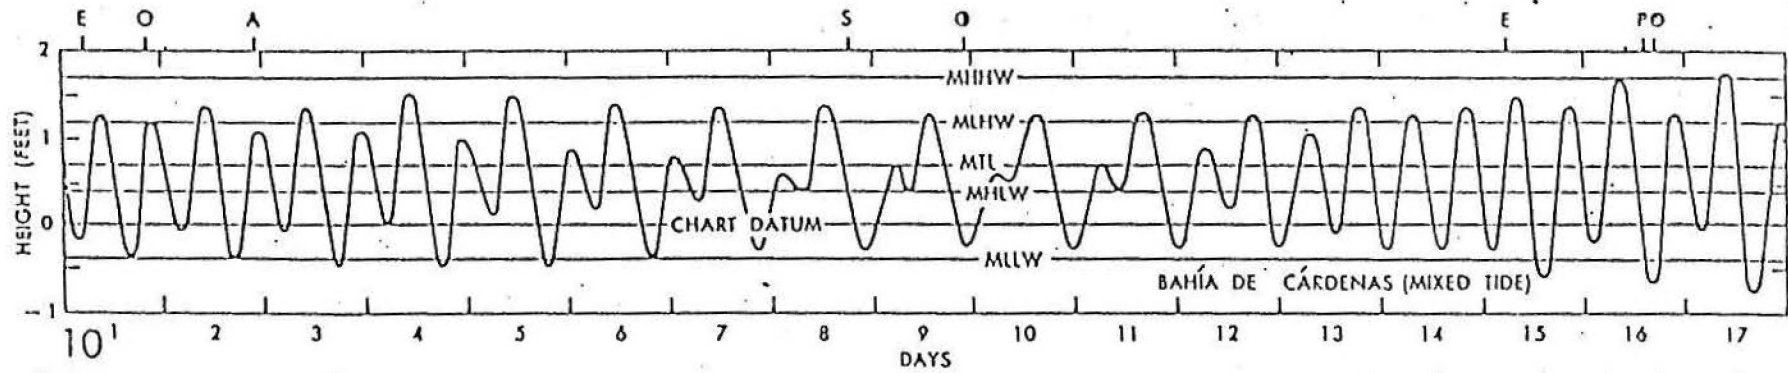 E O A S O E PO
2
MHHW
MLHW
1
MTL
MHLW
0
CHART DATUM
MLLW
BAHÍA DE CÁRDENAS (MIXED TIDE)
-1
HEIGHT (FEET)
10 1 2 3 4 5 6 7 8 9 10 11 12 13 14 15 16 17
DAYS